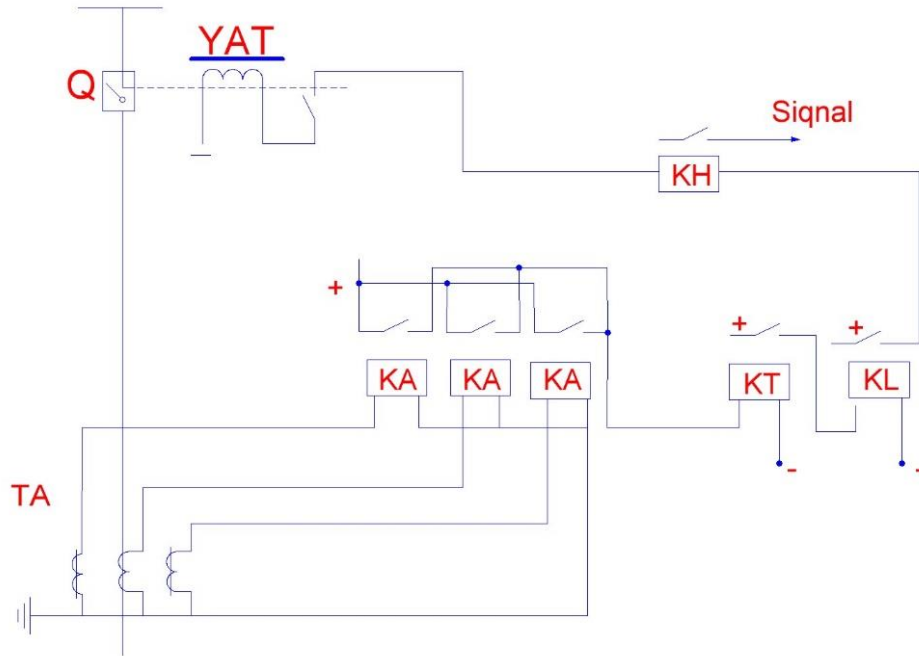 YAT
Q
Siqnal
KH
+
+
+
KA
KA
KA
KT
KL
-
-
TA